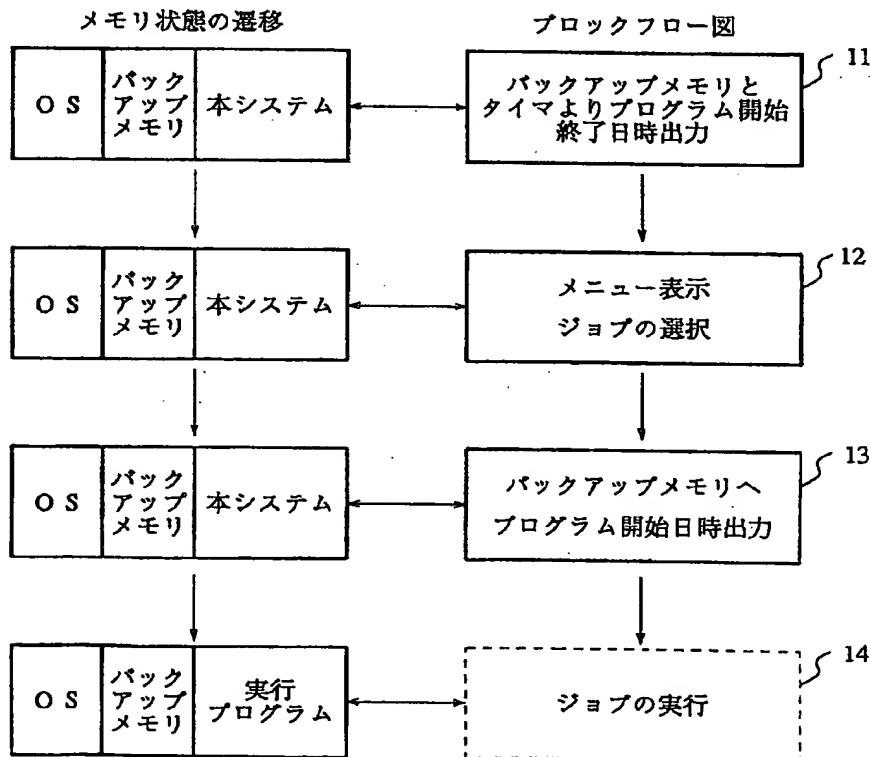 メモリ状態の遷移
ブロックフロー図
OS
バック
アップ
メモリ
本システム
バックアップメモリと
タイマよりプログラム開始
終了日時出力
11
OS
バック
アップ
メモリ
本システム
メニュー表示
ジョブの選択
12
OS
バック
アップ
メモリ
本システム
バックアップメモリへ
プログラム開始日時出力
13
OS
バック
アップ
メモリ
実行
プログラム
ジョブの実行
14